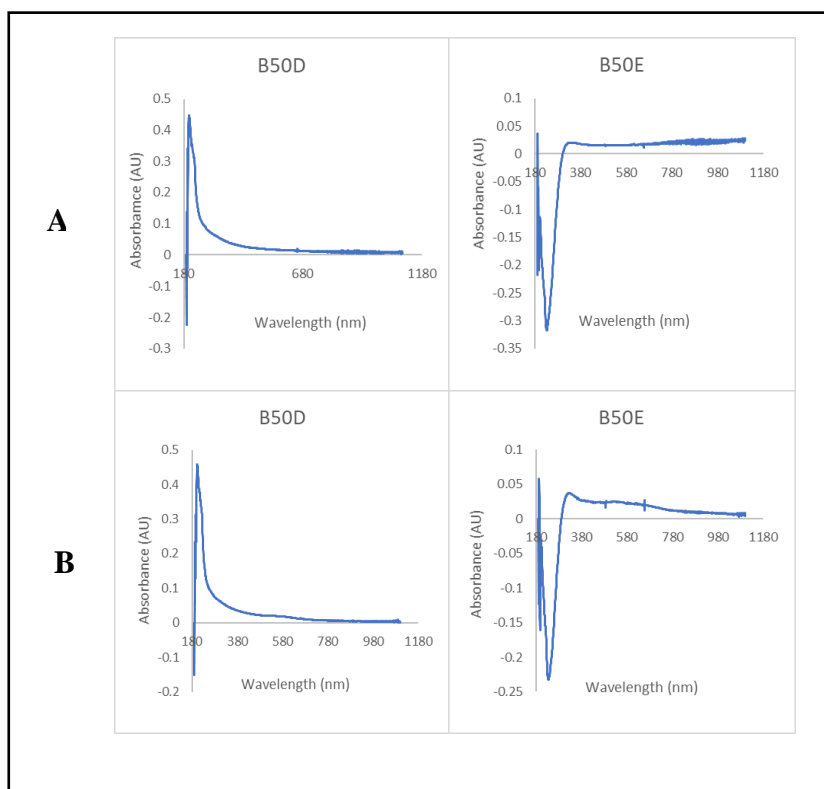 A
B50D
0.5
0.4
0.3
0.2
0.1
0
-0.1
-0.2
-0.3
180 680 1180
Absorbamce (AU)
Wavelength (nm)
B50E
0.1
0.05
0
-0.05
-0.1
-0.15
-0.2
-0.25
-0.3
-0.35
180 380 580 780 980 1180
Absorbance (AU)
Wavelength (nm)
B
B50D
0.5
0.4
0.3
0.2
0.1
0
-0.1
-0.2
180 380 580 780 980 1180
Absorbance (AU)
Wavelength (nm)
B50E
0.1
0.05
0
-0.05
-0.1
-0.15
-0.2
-0.25
180 380 580 780 980 1180
Absorbance (AU)
Wavelength (nm)